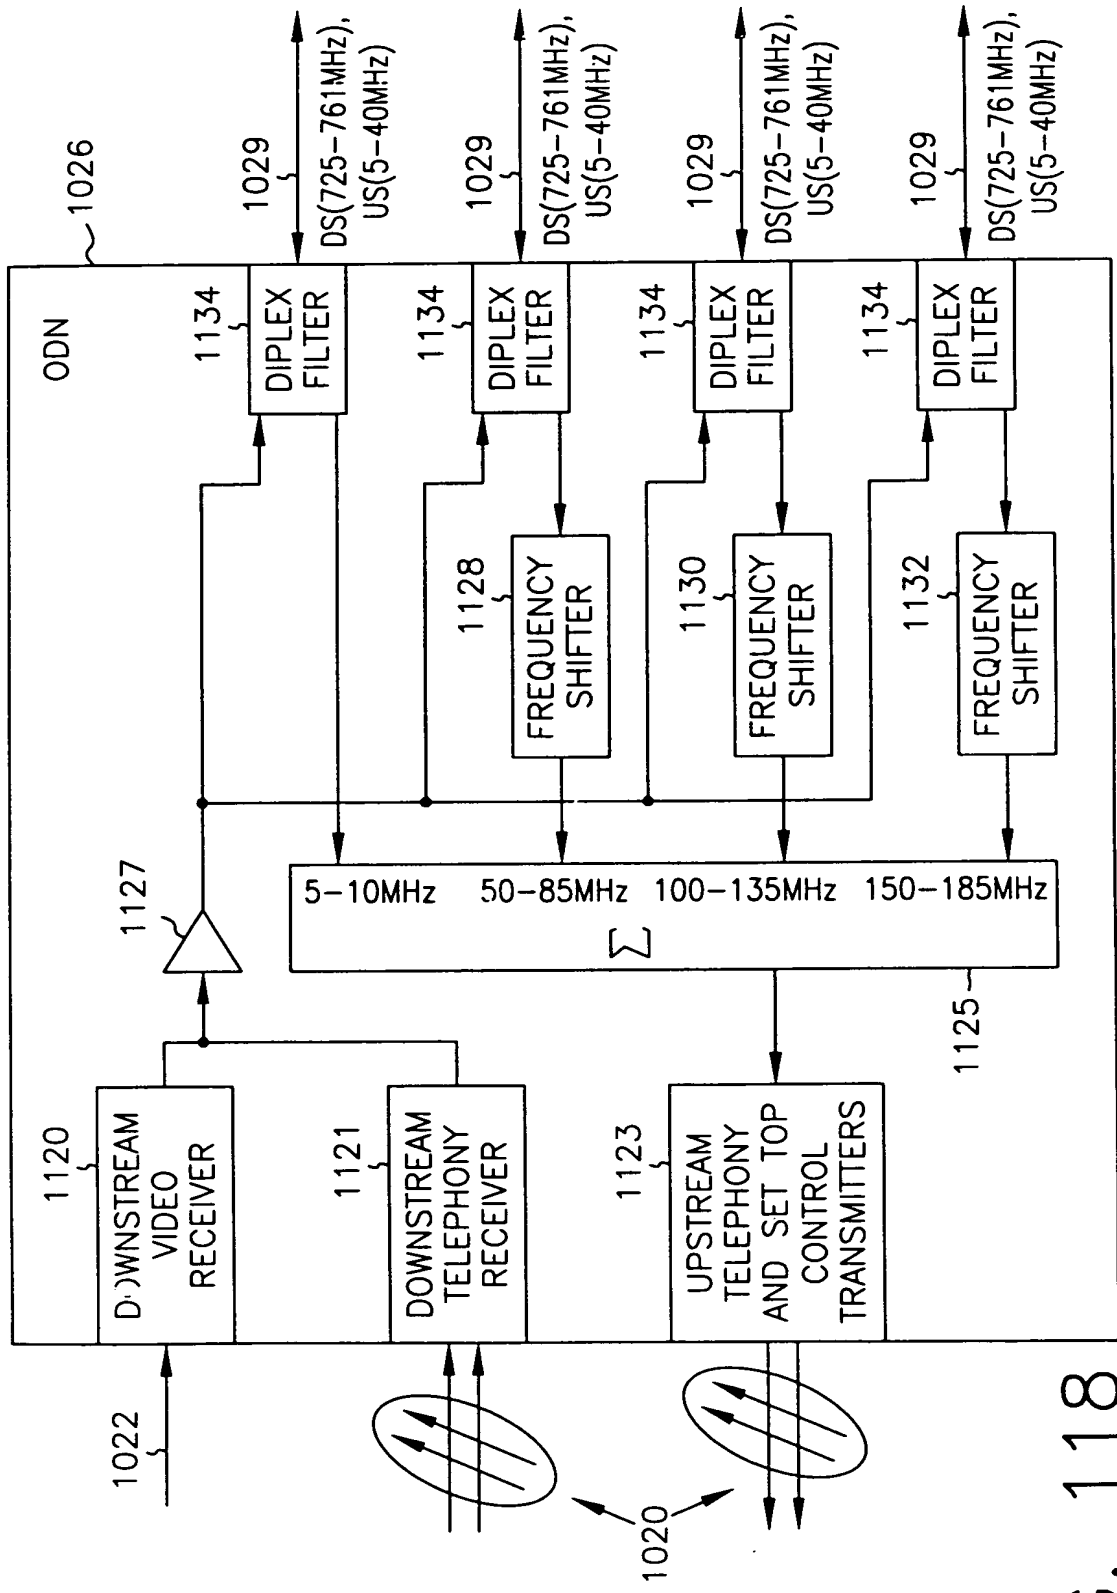 1026
ODN
1022
1120
DOWNSTREAM
VIDEO
RECEIVER
1127
1134
DIPLEX
FILTER
1029
DS(725-761MHz),
US(5-40MHz)
1020
1121
DOWNSTREAM
TELEPHONY
RECEIVER
1128
FREQUENCY
SHIFTER
1134
DIPLEX
FILTER
1029
DS(725-761MHz),
US(5-40MHz)
1123
UPSTREAM
TELEPHONY
AND SET TOP
CONTROL
TRANSMITTERS
5-10MHz
50-85MHz
100-135MHz
150-185MHz
Σ
1125
1130
FREQUENCY
SHIFTER
1134
DIPLEX
FILTER
1029
DS(725-761MHz),
US(5-40MHz)
1132
FREQUENCY
SHIFTER
1134
DIPLEX
FILTER
1029
DS(725-761MHz),
US(5-40MHz)
118